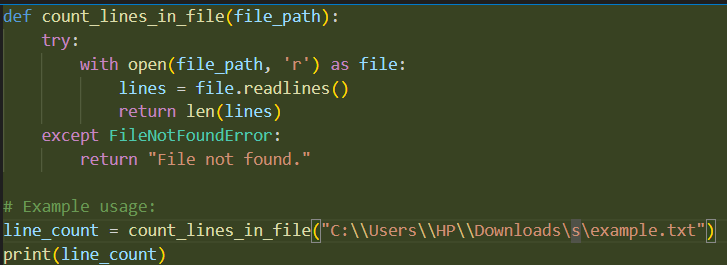 def count_lines_in_file(file_path):
    try:
        with open(file_path, 'r') as file:
            lines = file.readlines()
            return len(lines)
    except FileNotFoundError:
        return "File not found."
# Example usage:
line_count = count_lines_in_file("C:\\Users\\HP\\Downloads\s\example.txt")
print(line_count)